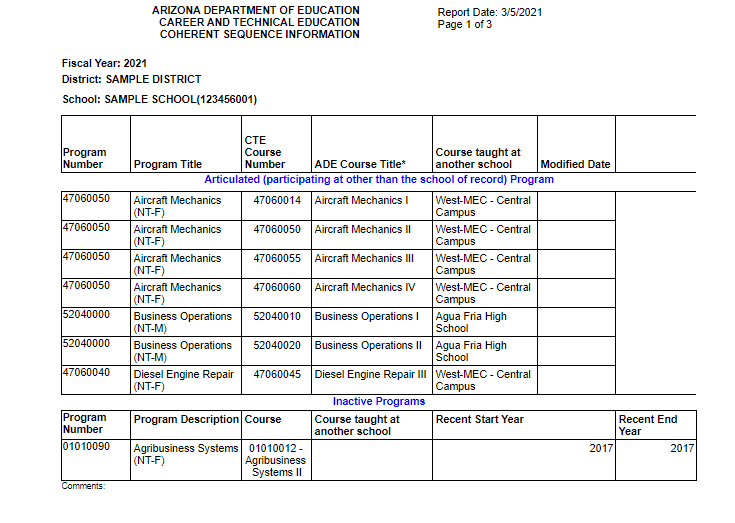 ARIZONA DEPARTMENT OF EDUCATION
CAREER AND TECHNICAL EDUCATION
COHERENT SEQUENCE INFORMATION
Report Date: 3/5/2021
Page 1 of 3
Fiscal Year: 2021
District: SAMPLE DISTRICT
School: SAMPLE SCHOOL(123456001)
Program Number | Program Title | CTE Course Number | ADE Course Title* | Course taught at another school | Modified Date
Articulated (participating at other than the school of record) Program
47060050 | Aircraft Mechanics (NT-F) | 47060014 | Aircraft Mechanics I | West-MEC - Central Campus
47060050 | Aircraft Mechanics (NT-F) | 47060050 | Aircraft Mechanics II | West-MEC - Central Campus
47060050 | Aircraft Mechanics (NT-F) | 47060055 | Aircraft Mechanics III | West-MEC - Central Campus
47060050 | Aircraft Mechanics (NT-F) | 47060060 | Aircraft Mechanics IV | West-MEC - Central Campus
52040000 | Business Operations (NT-M) | 52040010 | Business Operations I | Agua Fria High School
52040000 | Business Operations (NT-M) | 52040020 | Business Operations II | Agua Fria High School
47060040 | Diesel Engine Repair (NT-F) | 47060045 | Diesel Engine Repair III | West-MEC - Central Campus
Inactive Programs
Program Number | Program Description | Course | Course taught at another school | Recent Start Year | Recent End Year
01010090 | Agribusiness Systems (NT-F) | 01010012 - Agribusiness Systems II | 2017 | 2017
Comments: